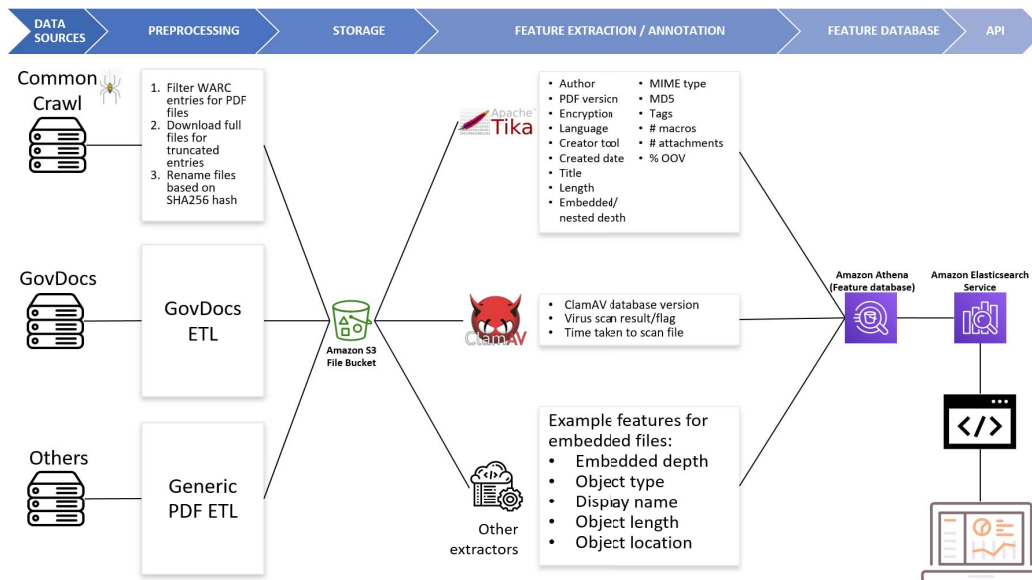 DATA
SOURCES
PREPROCESSING
STORAGE
FEATURE EXTRACTION / ANNOTATION
FEATURE DATABASE
API
Common
Crawl
1. Filter WARC
entries for PDF
files
2. Download full
files for
truncated
entries
3. Rename files
based on
SHA256 hash
GovDocs
GovDocs
ETL
Others
Generic
PDF ETL
Amazon S3
File Bucket
Apache™
Tika
• Author
• PDF version
• Encryption
• Language
• Creator tool
• Created date
• Title
• Length
• Embedded/
nested depth
• MIME type
• MD5
• Tags
• # macros
• # attachments
• % OOV
ClamAV
• ClamAV database version
• Virus scan result/flag
• Time taken to scan file
Other
extractors
Example features for
embedded files:
• Embedded depth
• Object type
• Display name
• Object length
• Object location
Amazon Athena
(Feature database)
Amazon Elasticsearch
Service
</>